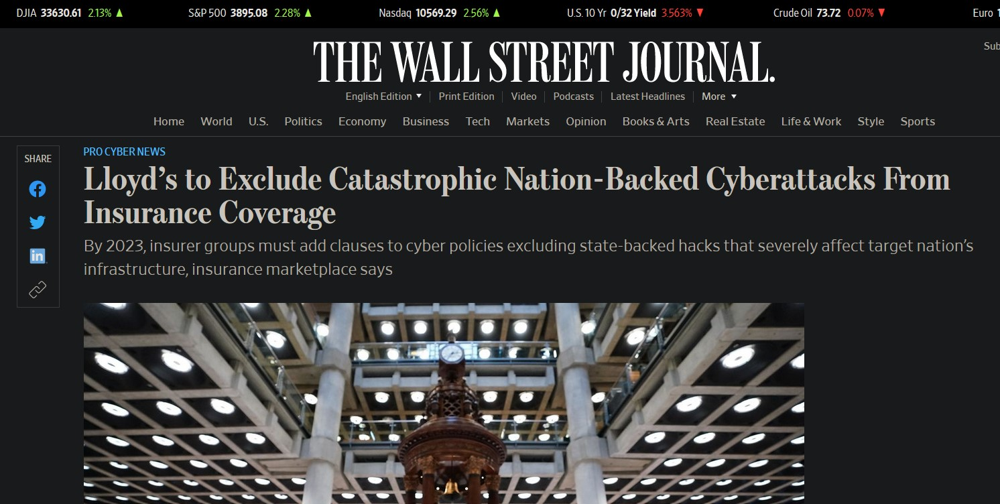 DJIA 33630.61 2.13% ▲ S&P 500 3895.08 2.28% ▲ Nasdaq 10569.29 2.56% ▲ U.S. 10 Yr 0/32 Yield 3.563% ▼ Crude Oil 73.72 0.07% ▼ Euro
Sub
THE WALL STREET JOURNAL.
English Edition ▼ Print Edition Video Podcasts Latest Headlines More ▼
Home World U.S. Politics Economy Business Tech Markets Opinion Books & Arts Real Estate Life & Work Style Sports
SHARE
in
PRO CYBER NEWS
Lloyd’s to Exclude Catastrophic Nation-Backed Cyberattacks From
Insurance Coverage
By 2023, insurer groups must add clauses to cyber policies excluding state-backed hacks that severely affect target nation’s
infrastructure, insurance marketplace says